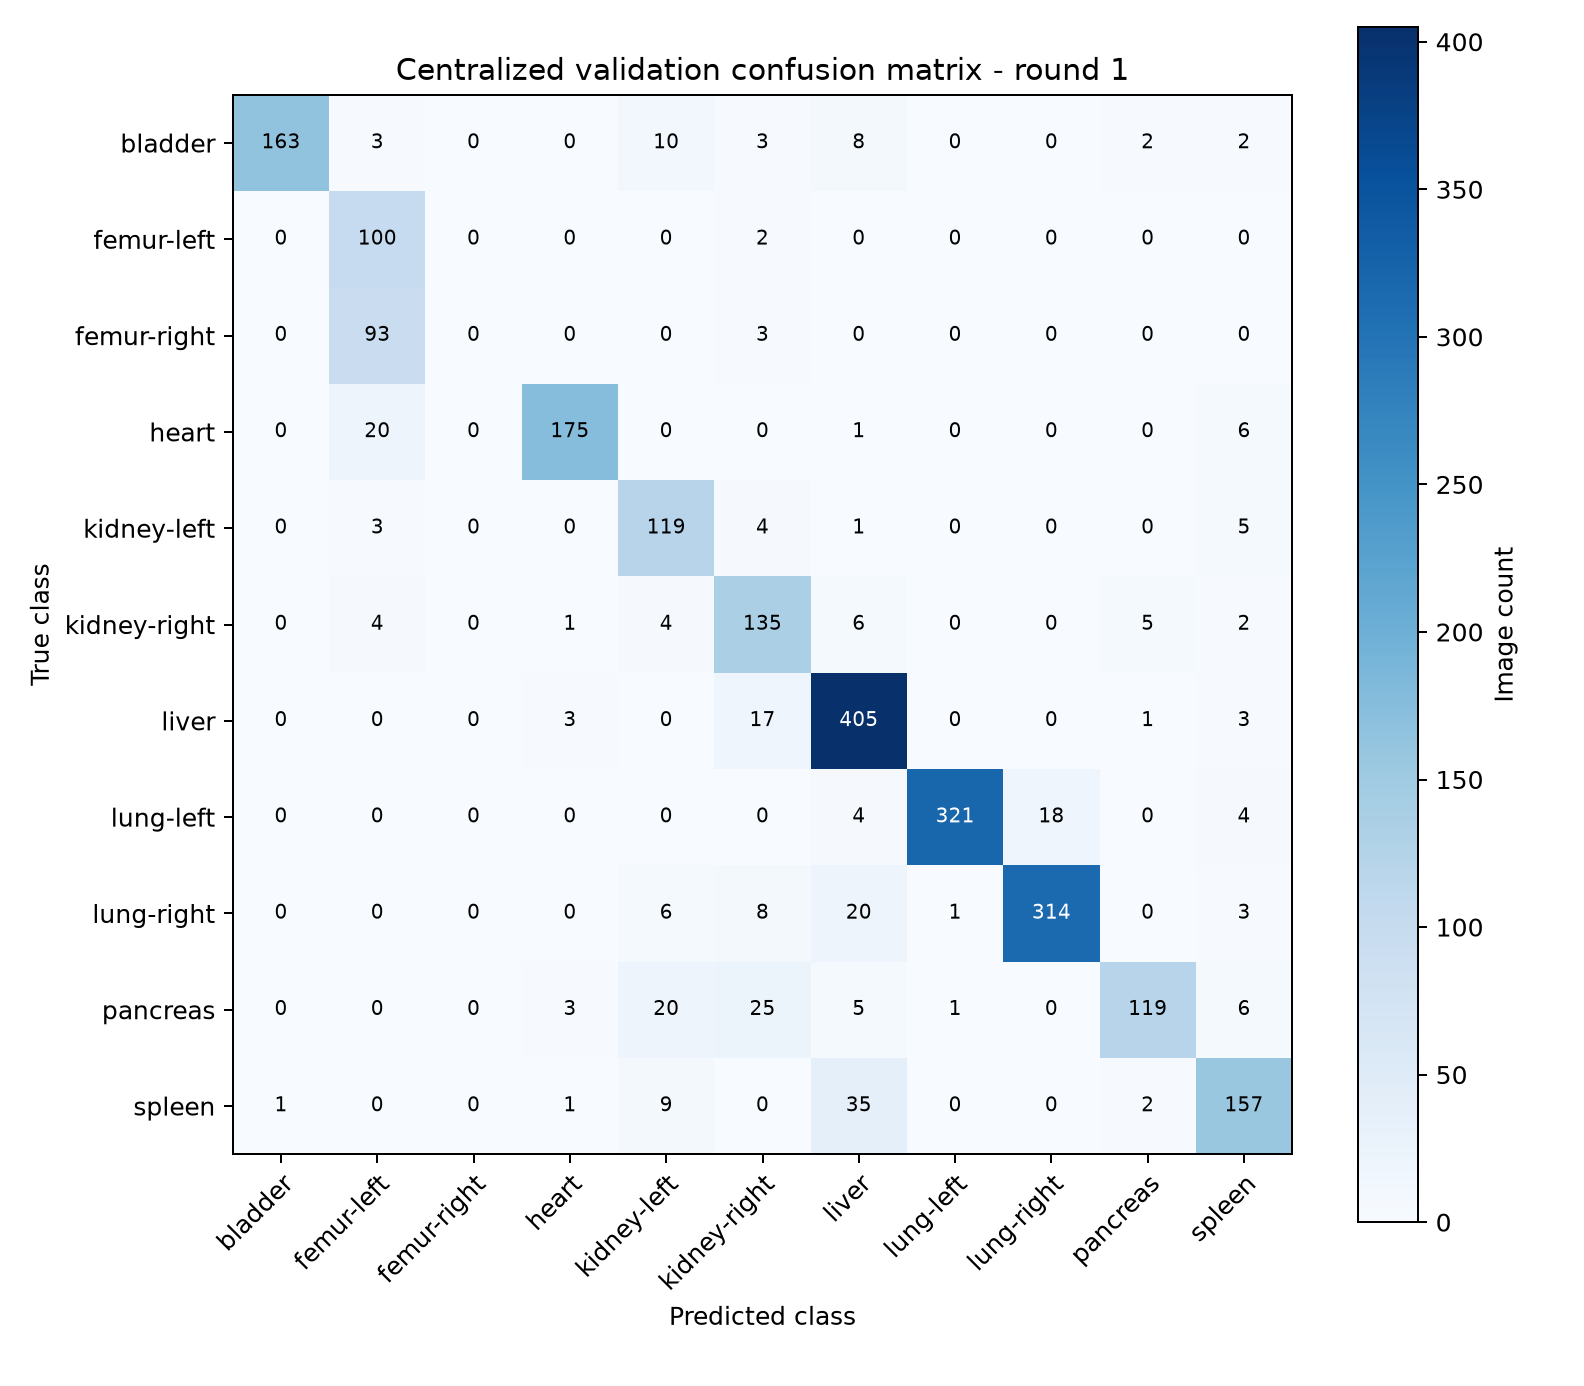 Centralized validation confusion matrix - round 1
bladder 163 3 0 0 10 3 8 0 0 2 2
femur-left 0 100 0 0 0 2 0 0 0 0 0
femur-right 0 93 0 0 0 3 0 0 0 0 0
heart 0 20 0 175 0 0 1 0 0 0 6
kidney-left 0 3 0 0 119 4 1 0 0 0 5
kidney-right 0 4 0 1 4 135 6 0 0 5 2
liver 0 0 0 3 0 17 405 0 0 1 3
lung-left 0 0 0 0 0 0 4 321 18 0 4
lung-right 0 0 0 0 6 8 20 1 314 0 3
pancreas 0 0 0 3 20 25 5 1 0 119 6
spleen 1 0 0 1 9 0 35 0 0 2 157
bladder femur-left femur-right heart kidney-left kidney-right liver lung-left lung-right pancreas spleen
Predicted class
True class
400
350
300
250
200
150
100
50
0
Image count